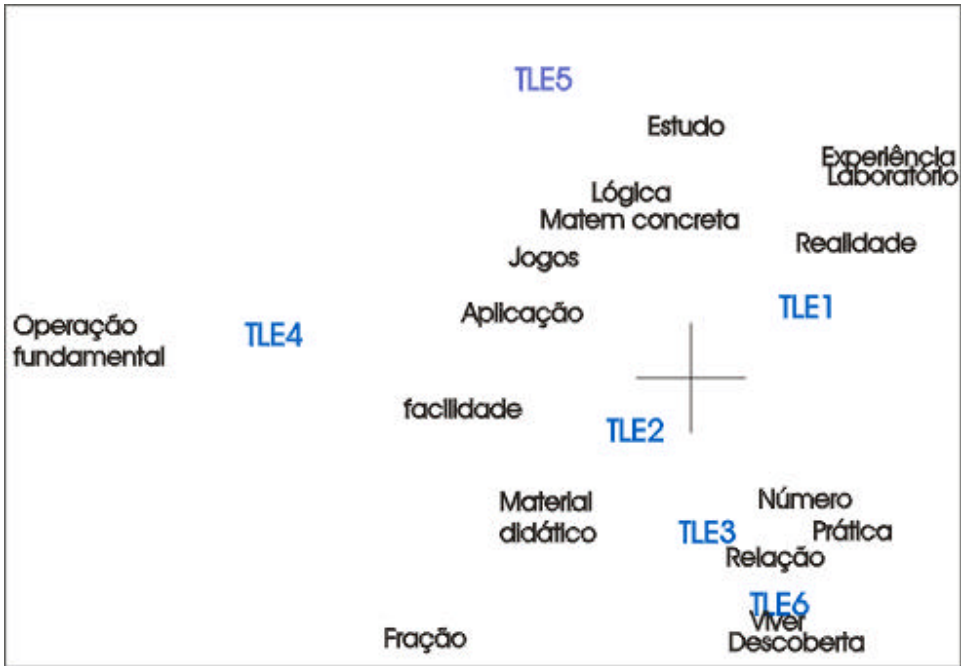 TLE5
Estudo
Experiência
Laboratório
Lógica
Matem concreta
Realidade
Jogos
TLE1
Aplicação
Operação
fundamental
TLE4
facilidade
TLE2
Material
didático
Número
TLE3
Prática
Relação
TLE6
Viver
Fração
Descoberta